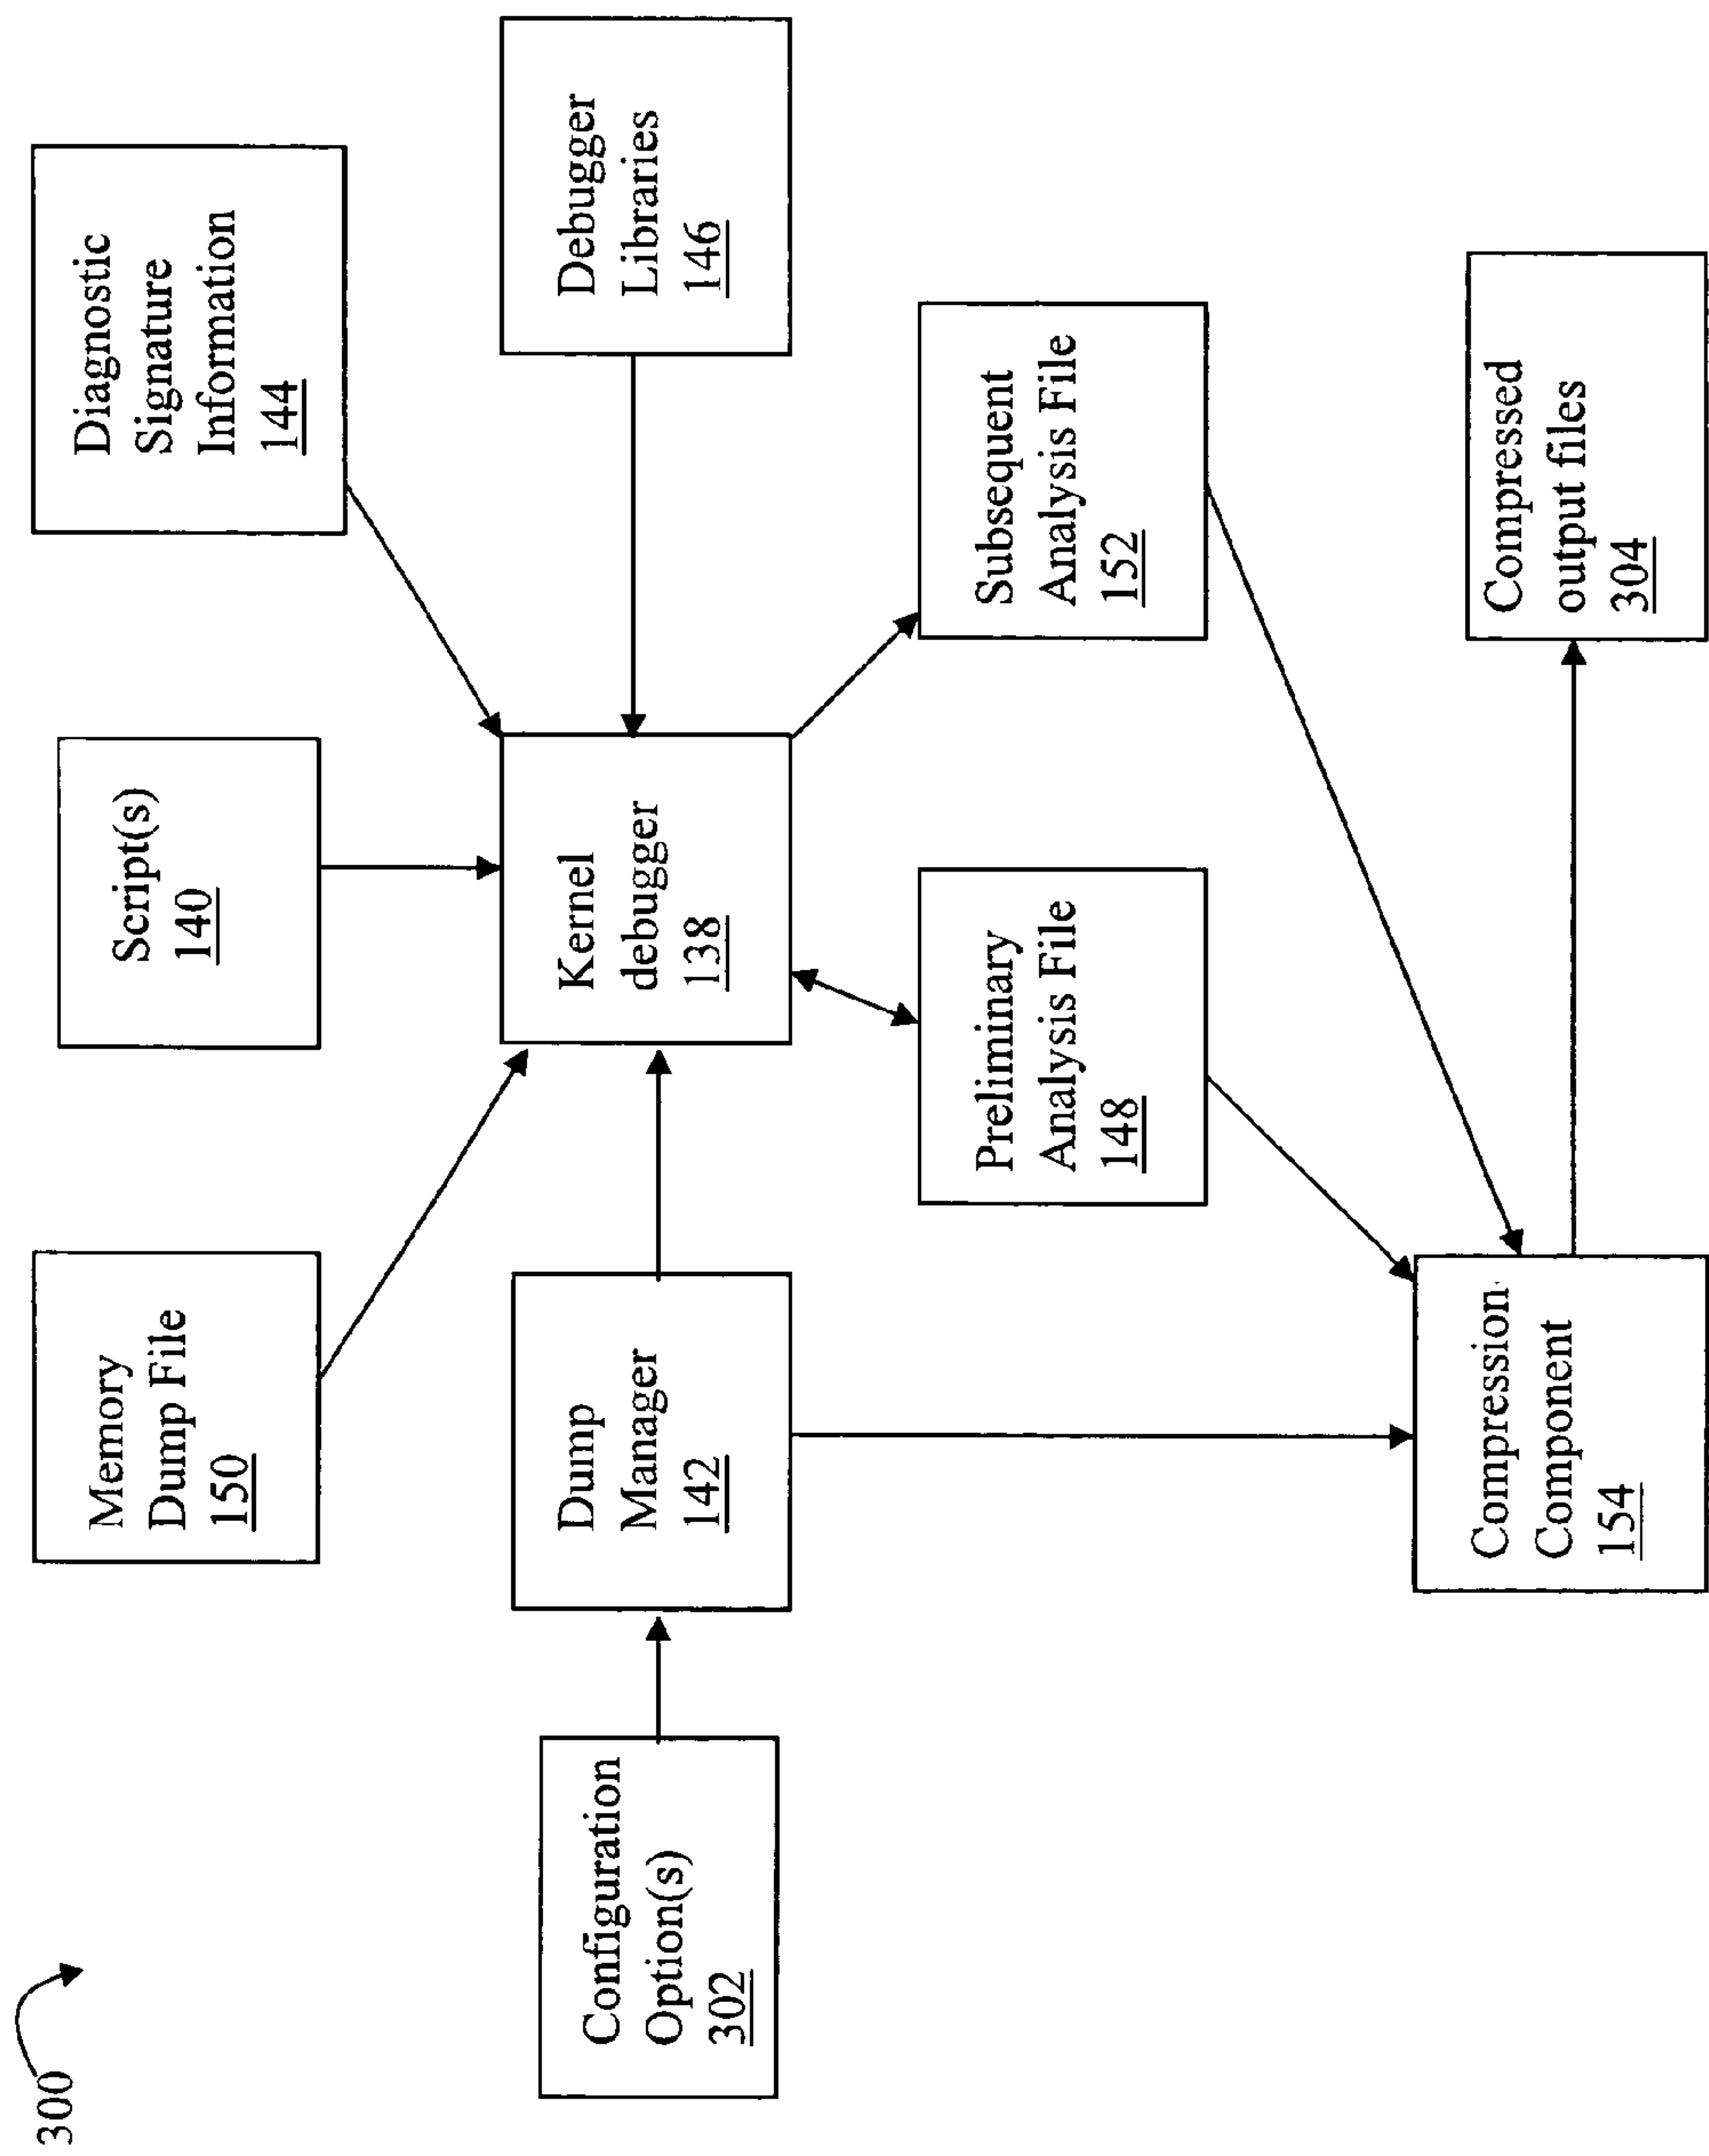 300
Memory
Dump File
150
Script(s)
140
Diagnostic
Signature
Information
144
Configuration
Option(s)
302
Dump
Manager
142
Kernel
debugger
138
Debugger
Libraries
146
Preliminary
Analysis File
148
Subsequent
Analysis File
152
Compression
Component
154
Compressed
output files
304